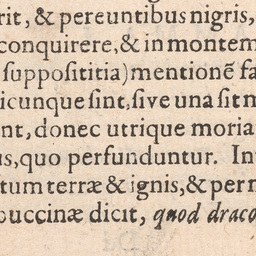 rit, & pereuntibus nigris,
conquirere, & in montem
suppoſititia) mentionẽ fa
icunque ſint, ſive una ſit m
nt, donec utrique moria
us, quo perfunduntur. In
tum terræ & ignis, & per n
buccinæ dicit, quod draco